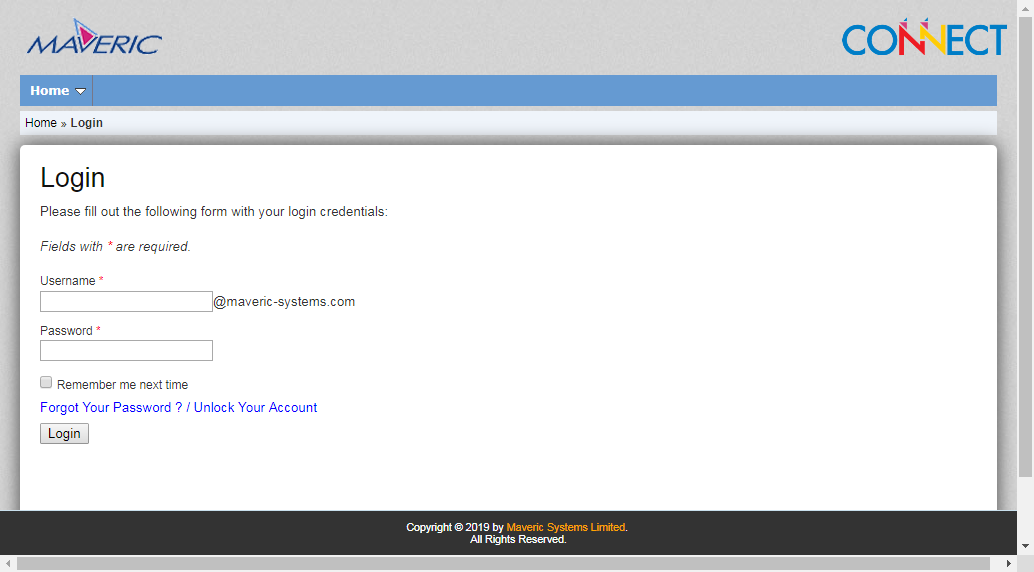 MAVERIC
CONNECT
Home
Home » Login
Login
Please fill out the following form with your login credentials:
Fields with * are required.
Username *
@maveric-systems.com
Password *
Remember me next time
Forgot Your Password ? / Unlock Your Account
Login
Copyright © 2019 by Maveric Systems Limited.
All Rights Reserved.